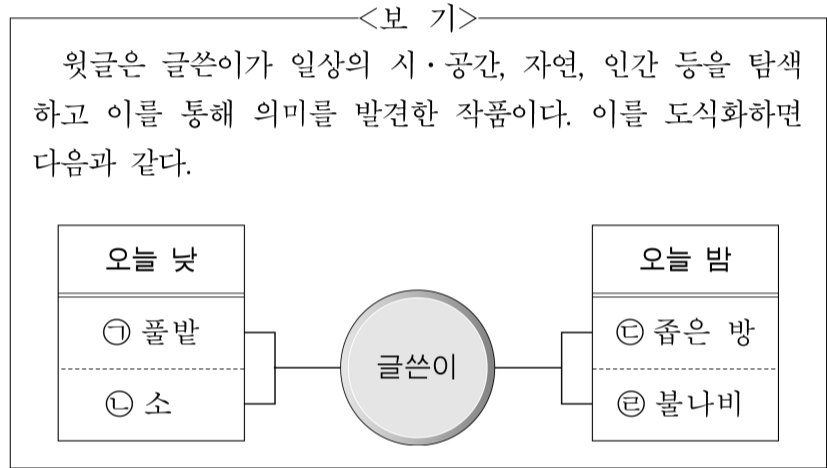 <보 기>
윗글은 글쓴이가 일상의 시·공간, 자연, 인간 등을 탐색
하고 이를 통해 의미를 발견한 작품이다. 이를 도식화하면
다음과 같다.
오늘 낮
㉠ 풀밭
㉡ 소
글쓴이
오늘 밤
㉢ 좁은 방
㉣ 불나비